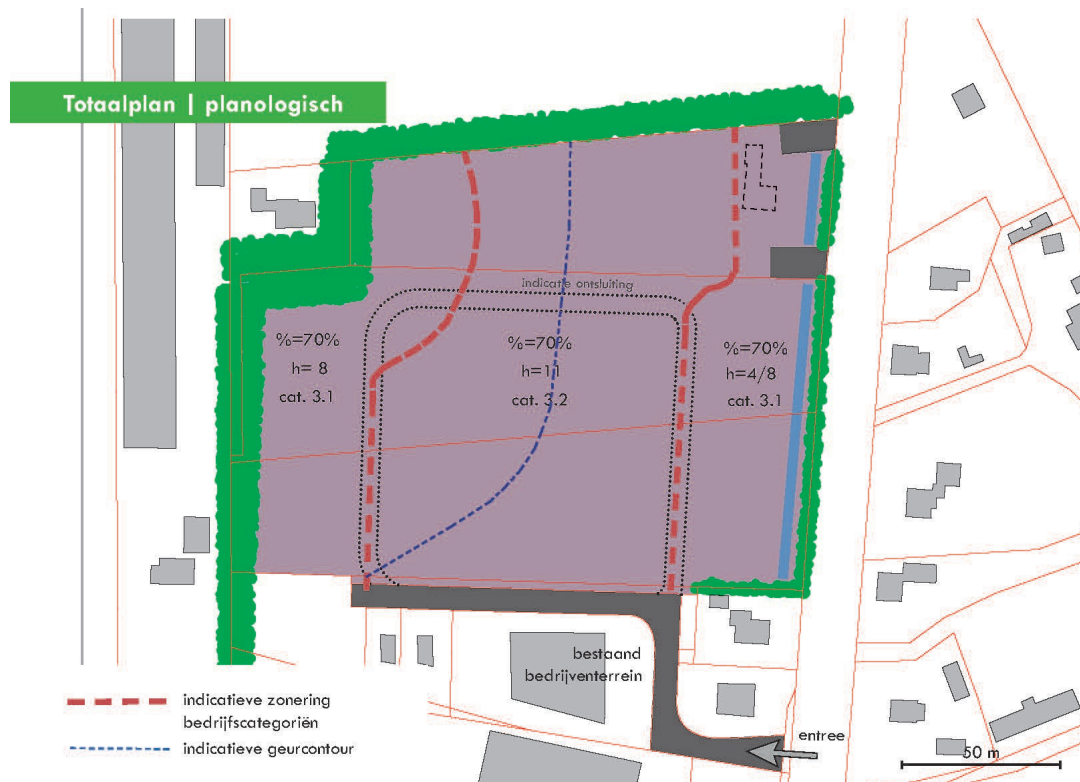 Totaalplan | planologisch
indicatie ontsluiting
%=70%
h= 8
cat. 3.1
%=70%
h=11
cat. 3.2
%=70%
h=4/8
cat. 3.1
bestaand
bedrijventerrein
indicatieve zonering
bedrijfscategoriën
indicatieve geurcontour
entree
50 m